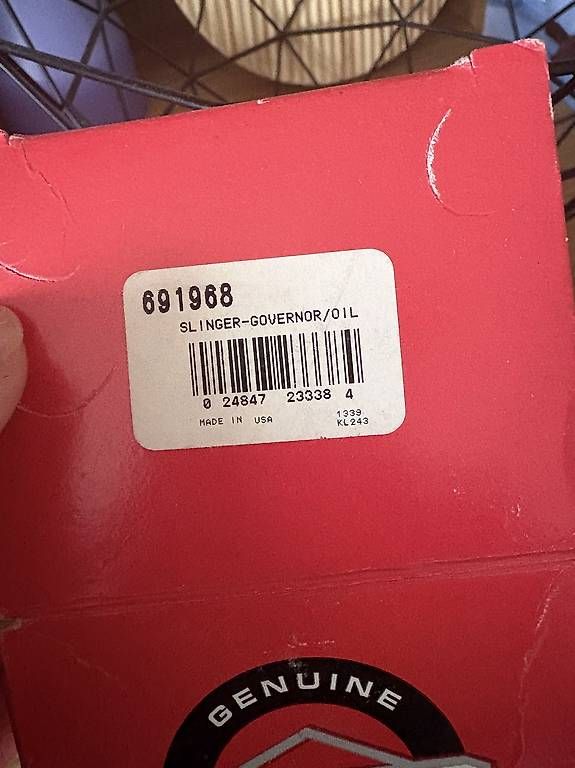 691968
SLINGER-GOVERNOR/OIL
0 24847 23338 4
MADE IN USA
1339
KL243
GENUINE